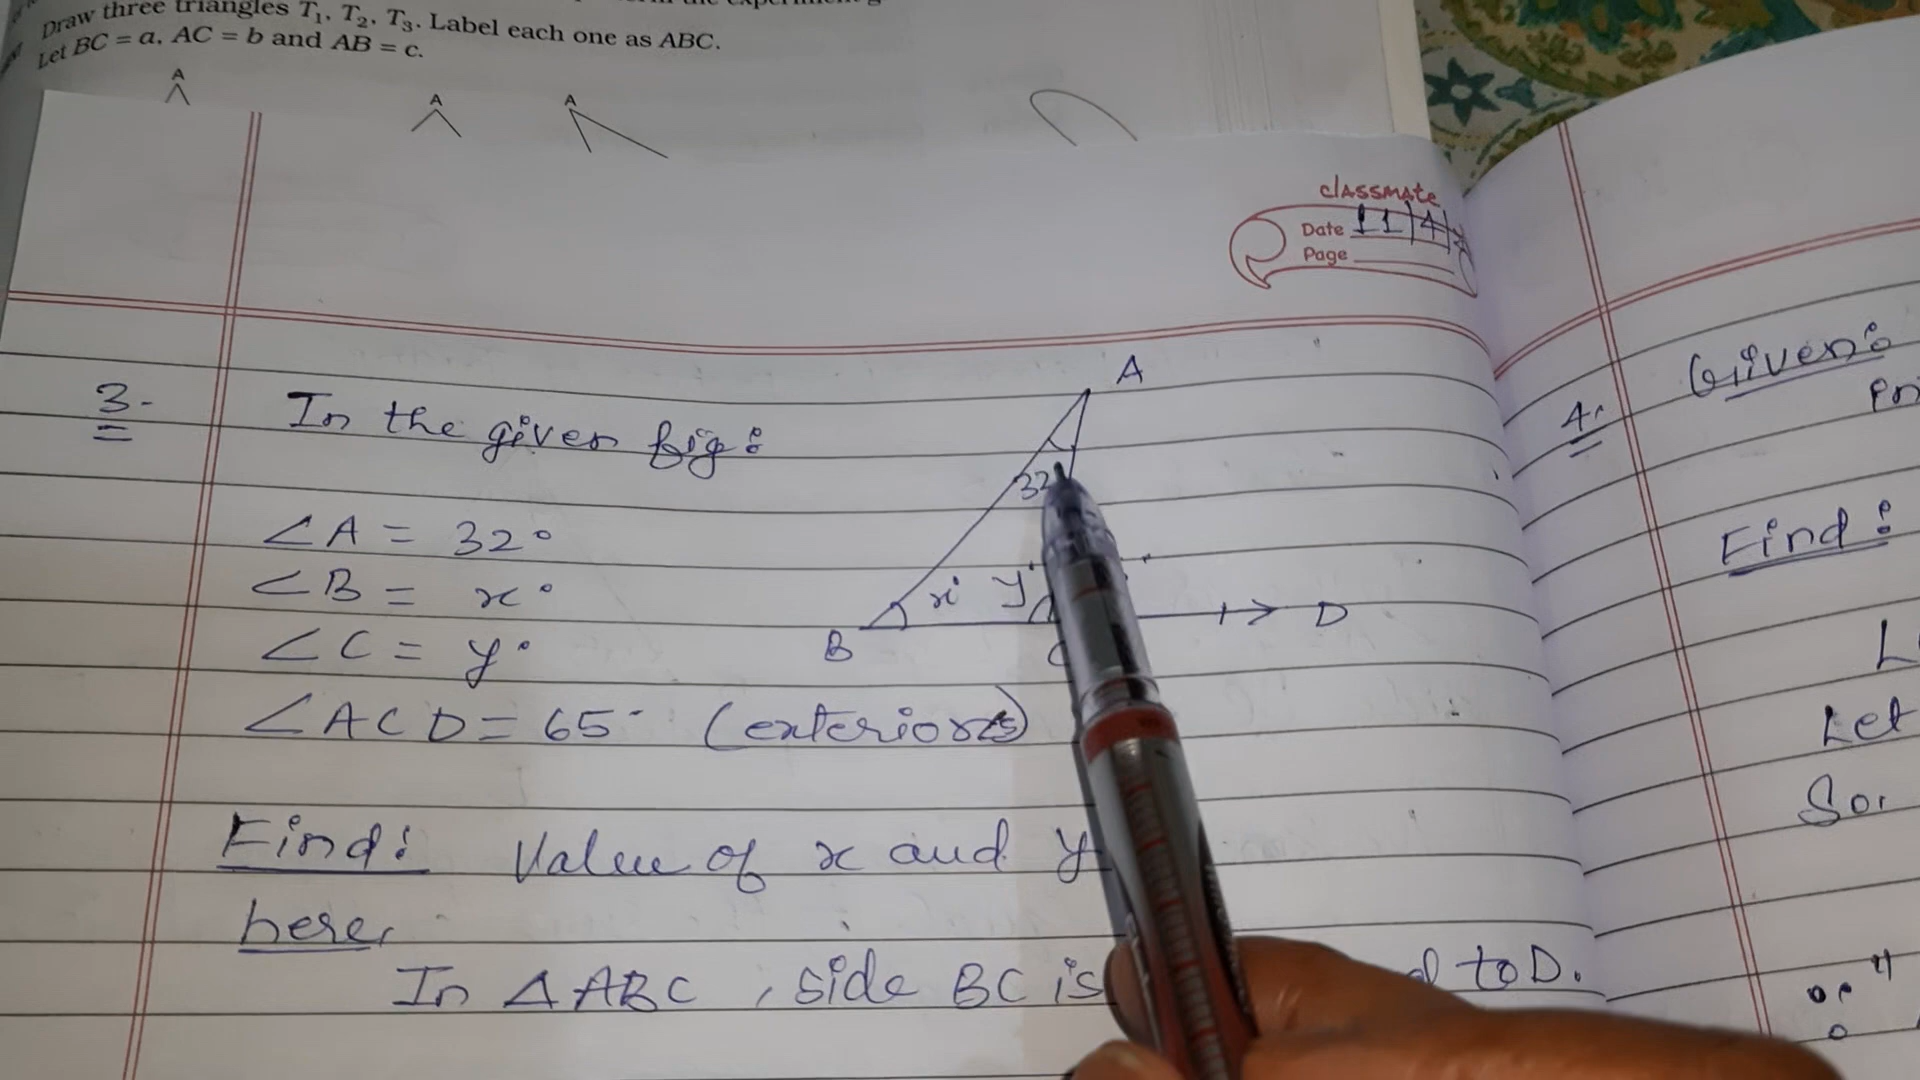 Draw three triangles T₁, T₂, T₃. Label each one as ABC.
Let BC = a, AC = b and AB = c.
A
A
A
classmate
Date 11/4/
Page
3-
In the given fig:
A
32
x° y°
B
D
∠A = 32°
∠B = x°
∠C = y°
∠ACD = 65° (exterior∠s)
Find: Value of x and y
here,
In △ABC, side BC is to D.
4.
Given:
Find:
Let